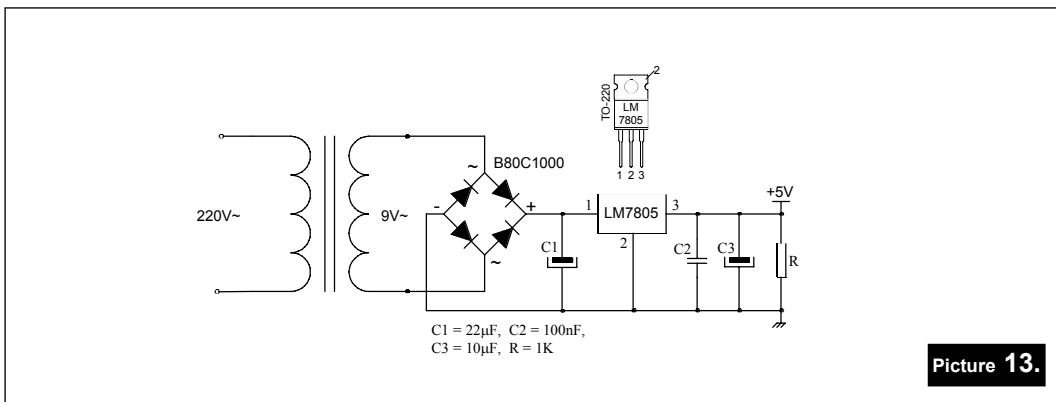 2
TO-220
LM
7805
1 2 3
B80C1000
~
+5V
220V~
9V~
-
+
1
LM7805
3
2
C1
C2
C3
R
~
C1 = 22µF, C2 = 100nF,
C3 = 10µF, R = 1K
Picture 13.